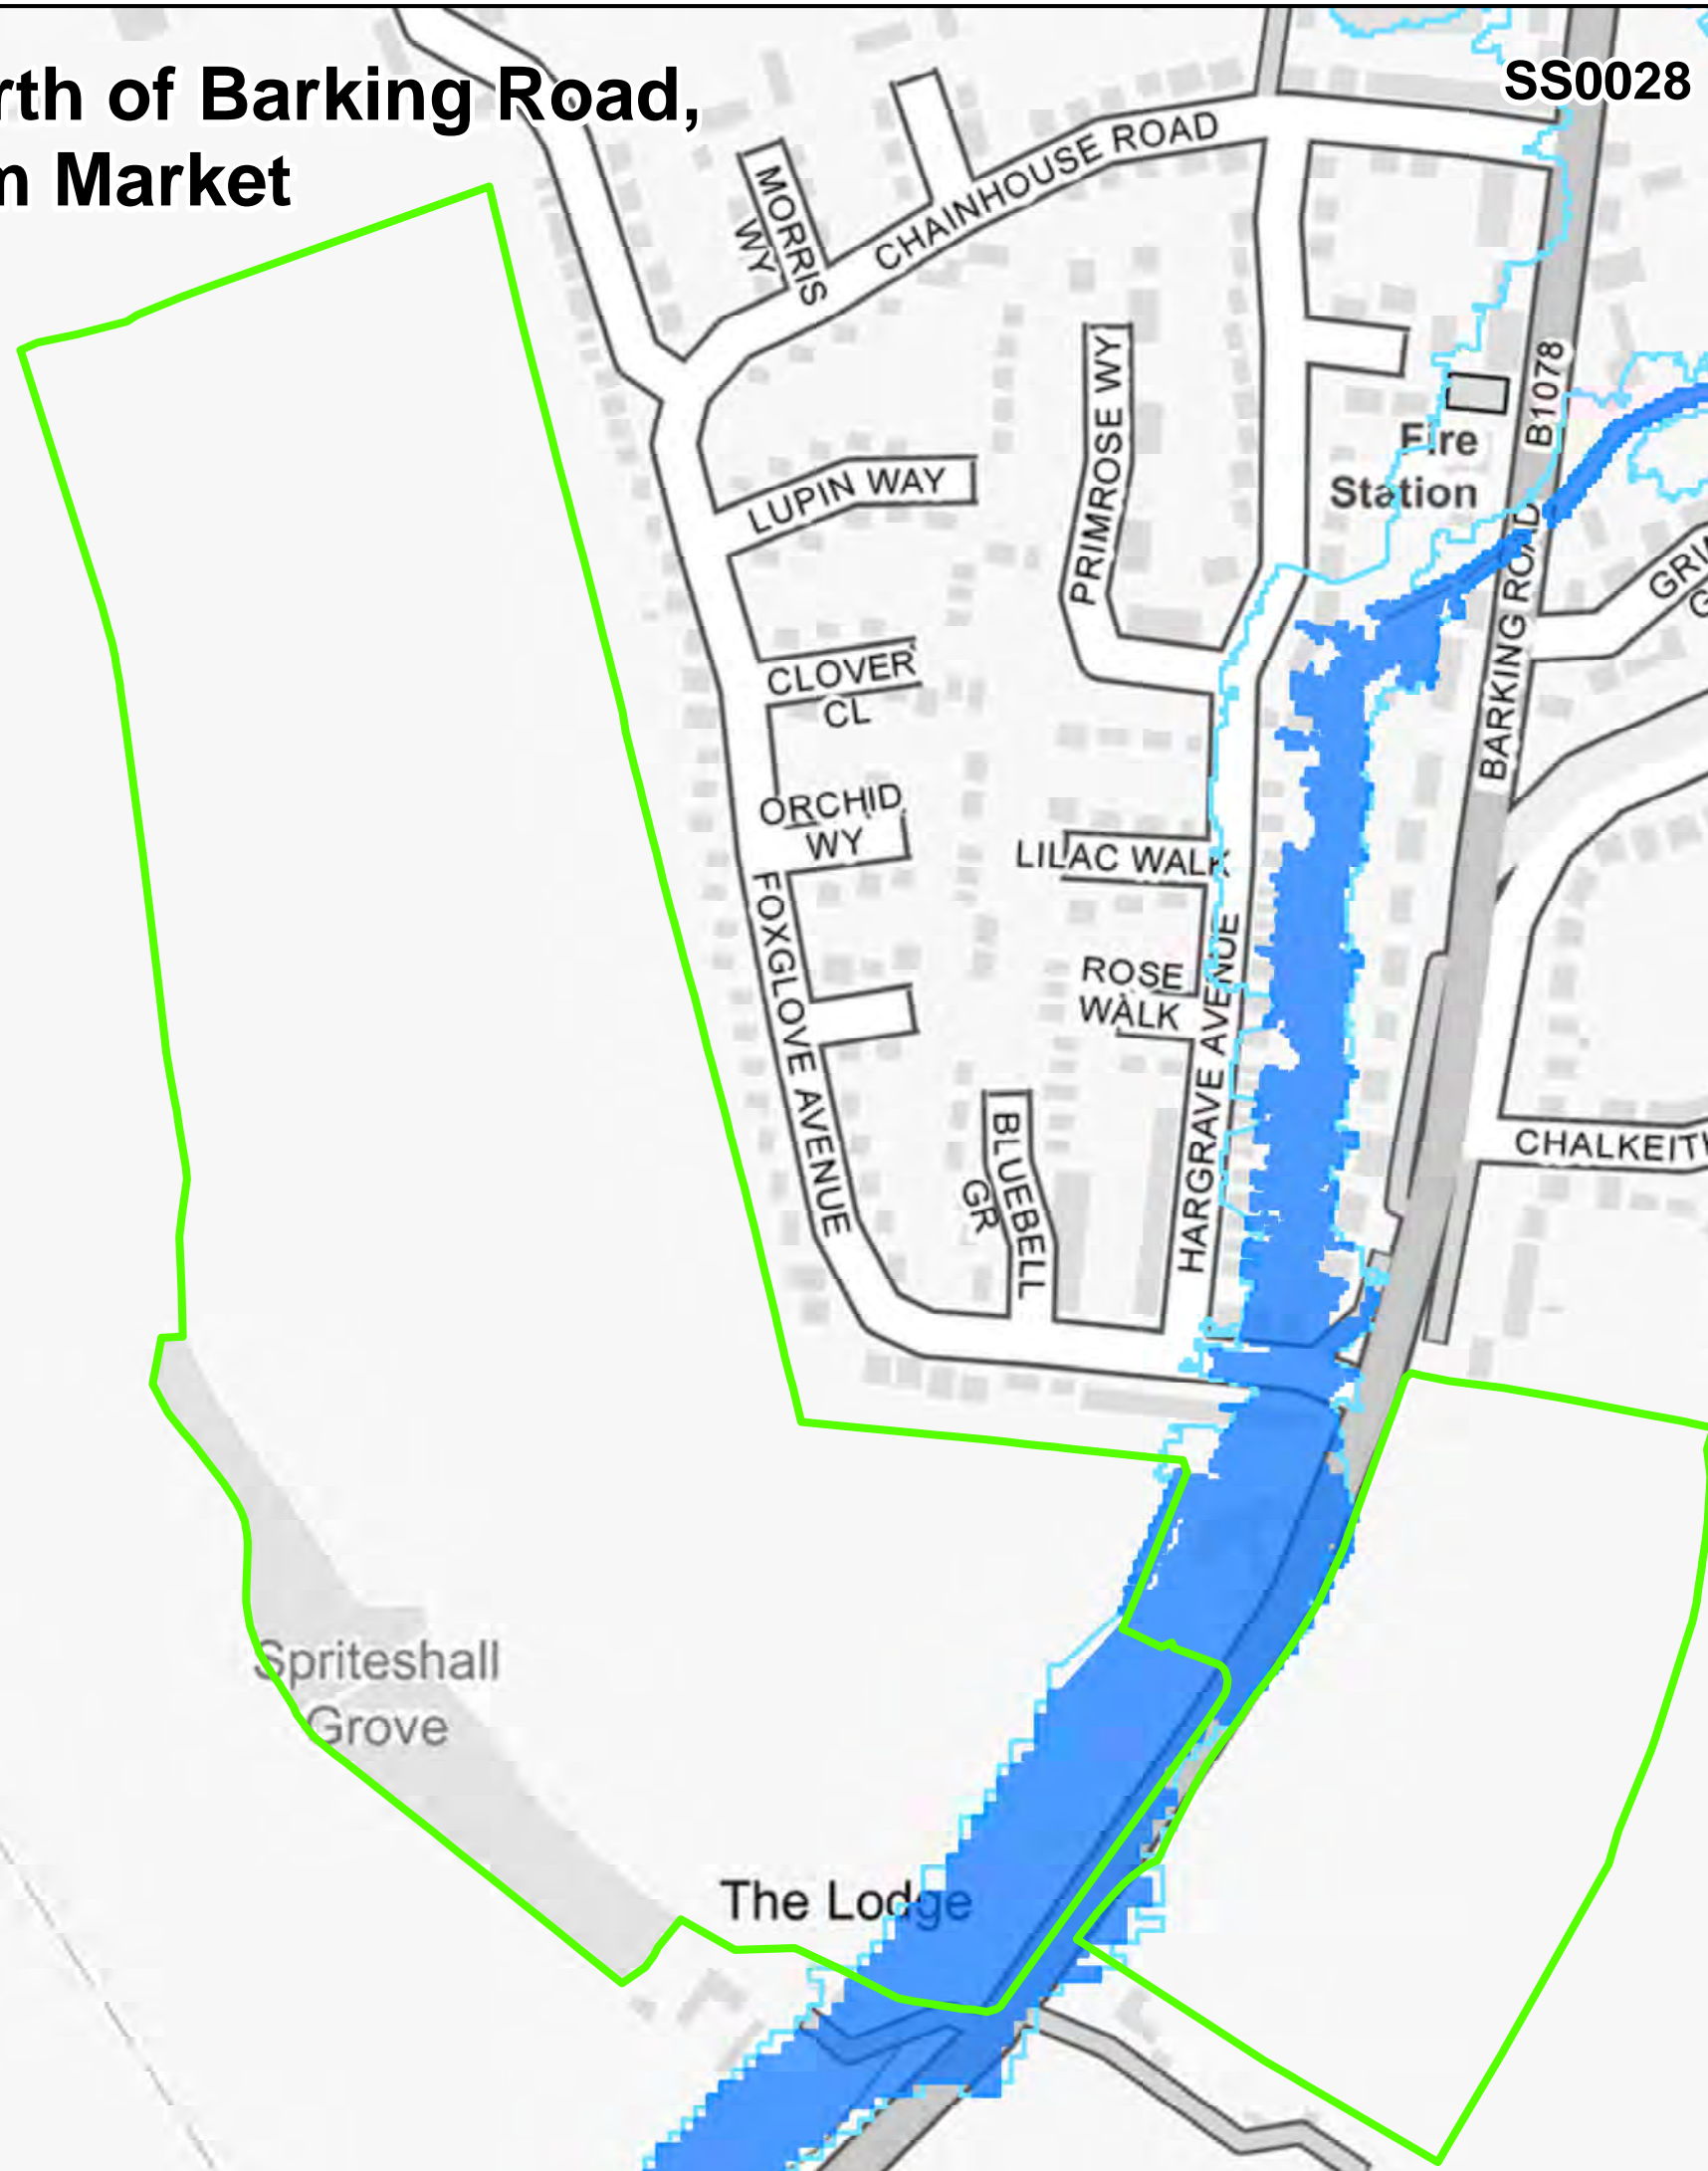 rth of Barking Road,
m Market
SS0028
CHAINHOUSE ROAD
MORRIS
WY
PRIMROSE WY
B1078
Fire
Station
LUPIN WAY
BARKING ROAD
CLOVER
CL
ORCHID
WY
LILAC WALK
FOXGLOVE AVENUE
ROSE
WALK
HARGRAVE AVENUE
BLUEBELL
GR
CHALKEIT
Spriteshall
Grove
The Lodge